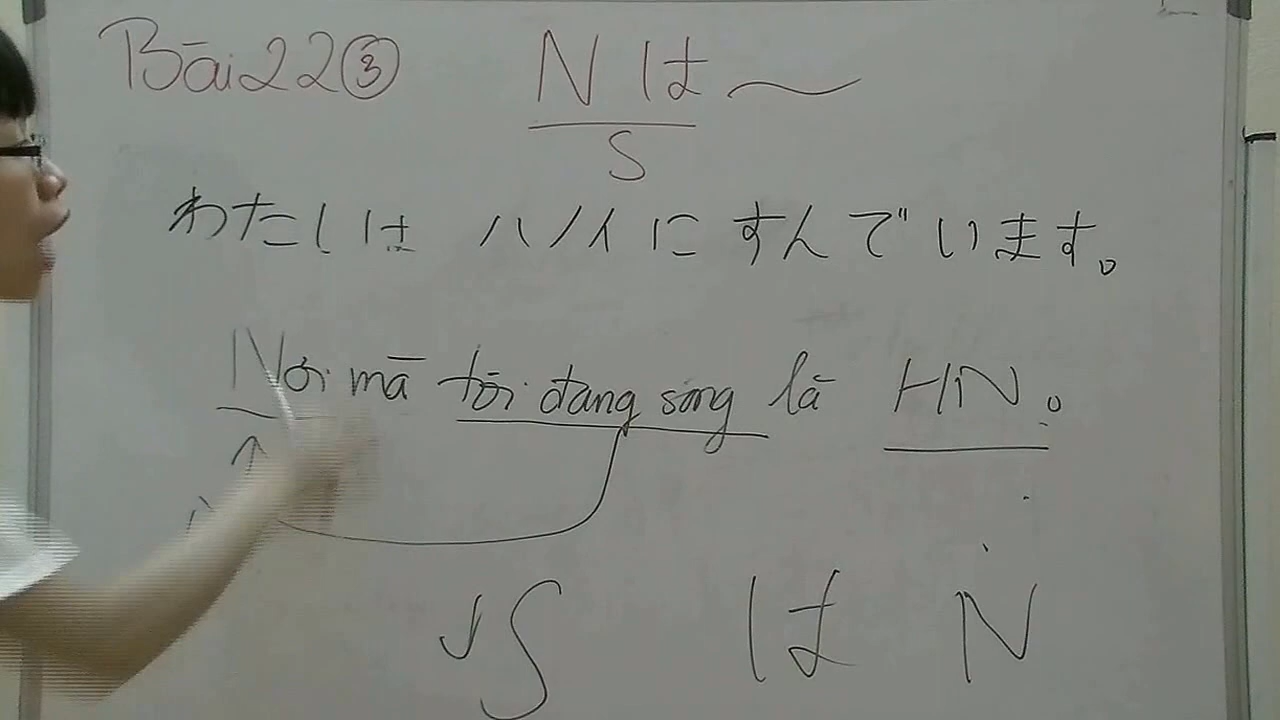 Bài 22 ③
Nは～
S
わたしは ハノイにすんでいます。
Nơi mà tôi đang sống là HN.
は N